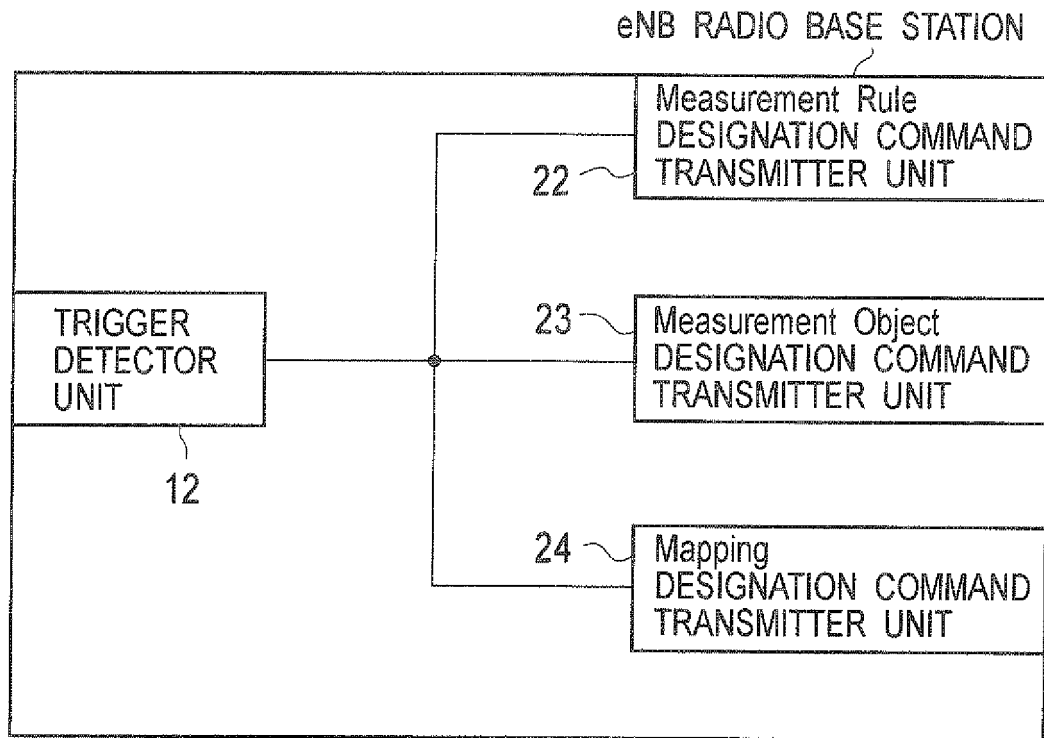 eNB RADIO BASE STATION
Measurement Rule
DESIGNATION COMMAND
TRANSMITTER UNIT
22
TRIGGER
DETECTOR
UNIT
12
23
Measurement Object
DESIGNATION COMMAND
TRANSMITTER UNIT
24
Mapping
DESIGNATION COMMAND
TRANSMITTER UNIT